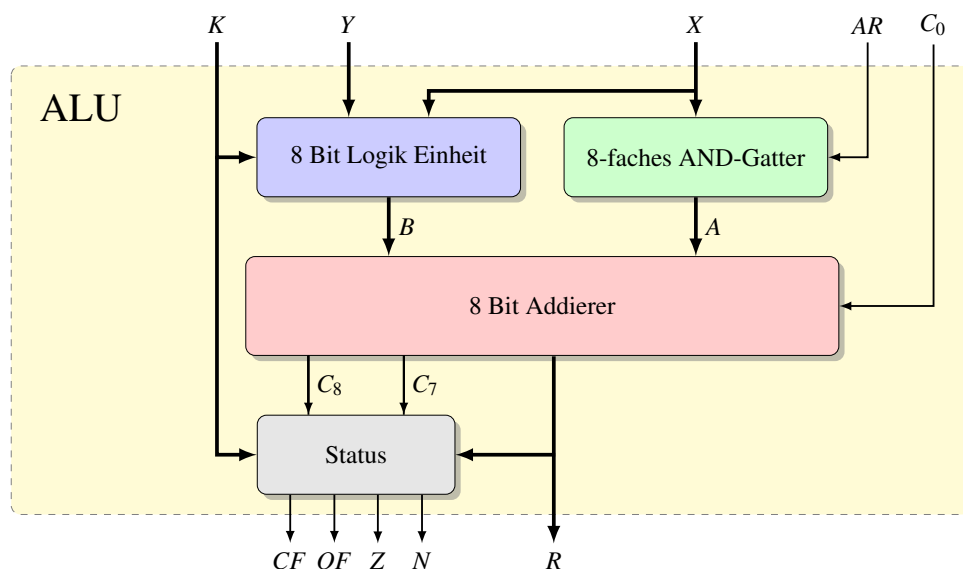 K Y X AR C₀
ALU
8 Bit Logik Einheit 8-faches AND-Gatter
B A
8 Bit Addierer
C₈ C₇
Status
CF OF Z N R